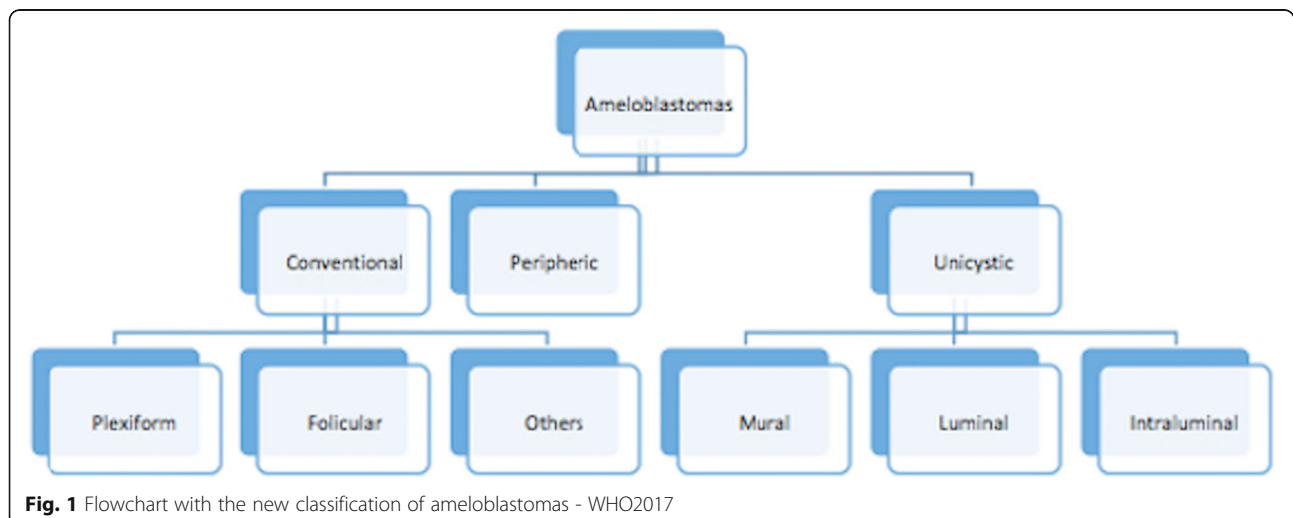 Ameloblastomas
Conventional
Peripheric
Unicystic
Plexiform
Folicular
Others
Mural
Luminal
Intraluminal
Fig. 1 Flowchart with the new classification of ameloblastomas - WHO2017